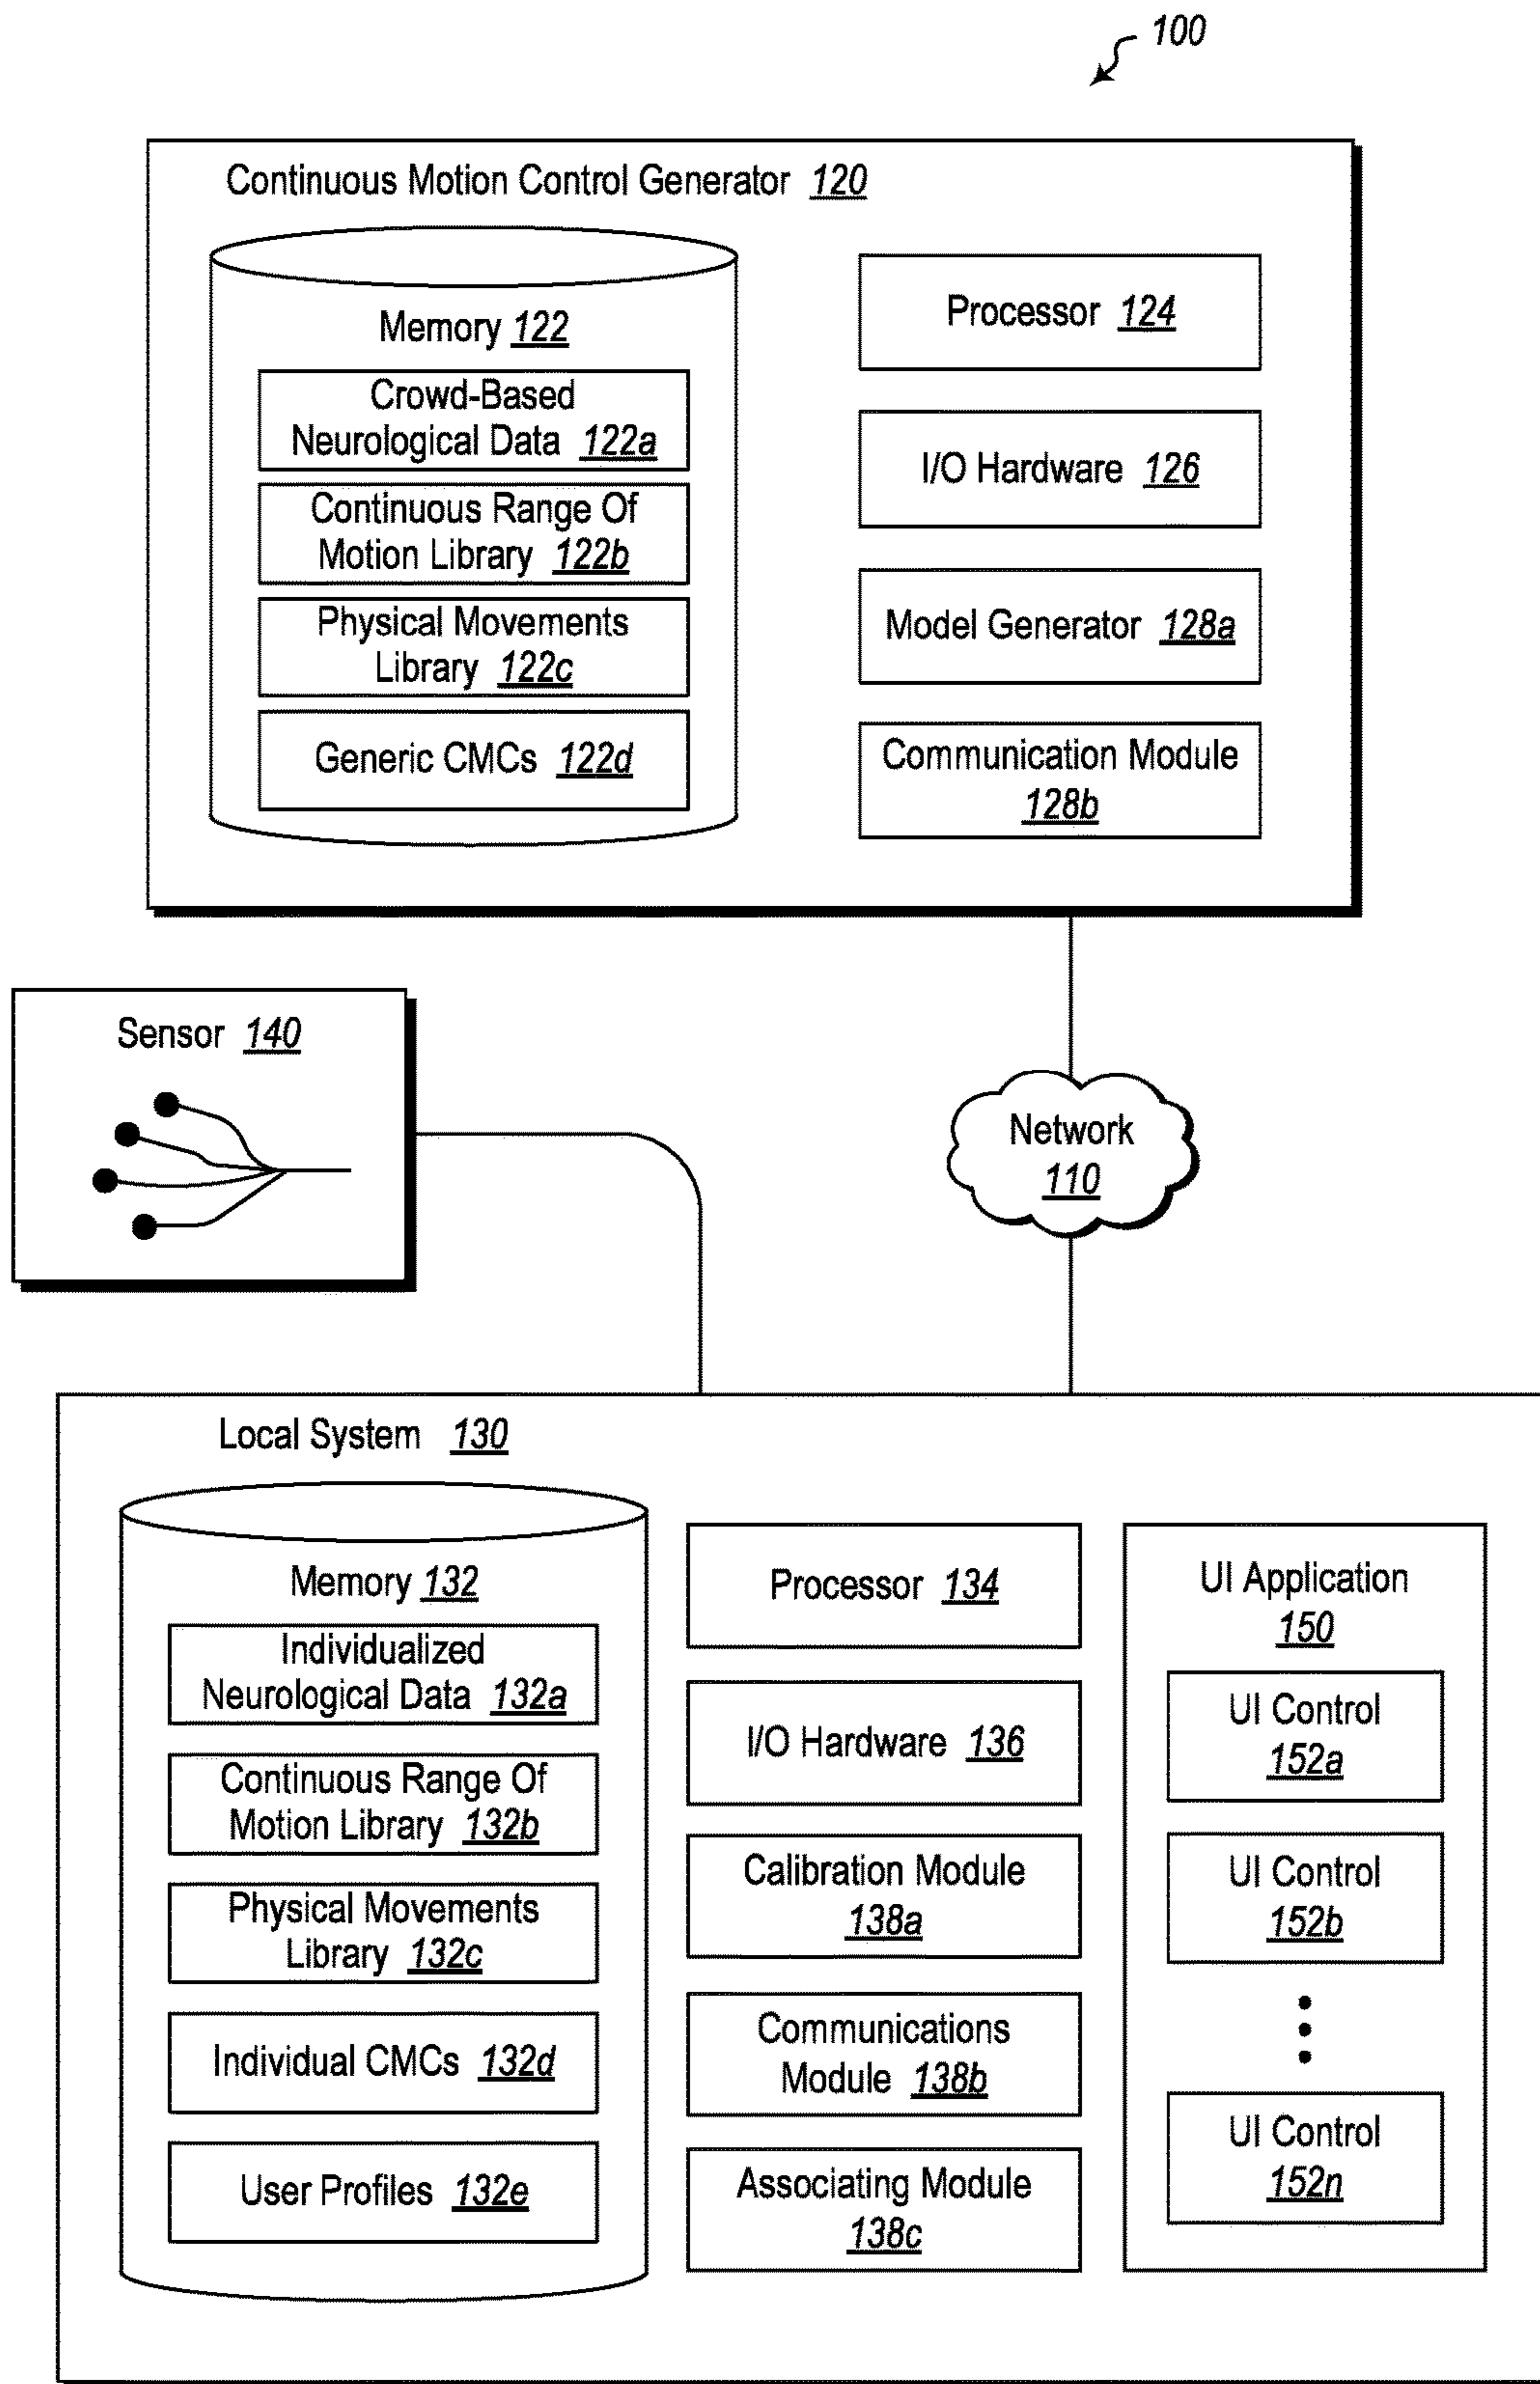 100
Continuous Motion Control Generator 120
Memory 122
Crowd-Based
Neurological Data 122a
Continuous Range Of
Motion Library 122b
Physical Movements
Library 122c
Generic CMCs 122d
Processor 124
I/O Hardware 126
Model Generator 128a
Communication Module
128b
Sensor 140
Network
110
Local System 130
Memory 132
Individualized
Neurological Data 132a
Continuous Range Of
Motion Library 132b
Physical Movements
Library 132c
Individual CMCs 132d
User Profiles 132e
Processor 134
I/O Hardware 136
Calibration Module
138a
Communications
Module 138b
Associating Module
138c
UI Application
150
UI Control
152a
UI Control
152b
UI Control
152n